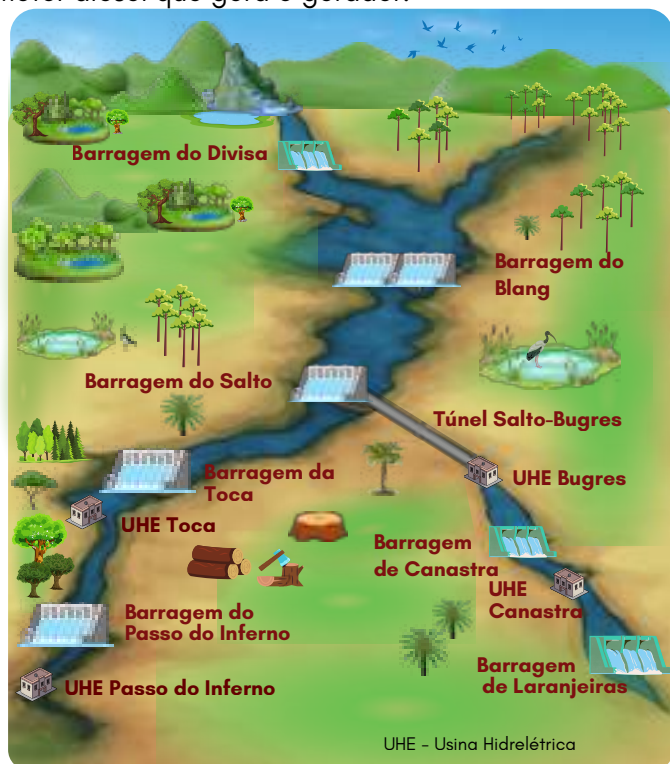 Barragem do Divisa
Barragem do
Blang
Barragem do Salto
Túnel Salto-Bugres
Barragem da
Toca
UHE Bugres
UHE Toca
Barragem
de Canastra
UHE
Canastra
Barragem do
Passo do Inferno
Barragem
de Laranjeiras
UHE Passo do Inferno
UHE - Usina Hidrelétrica